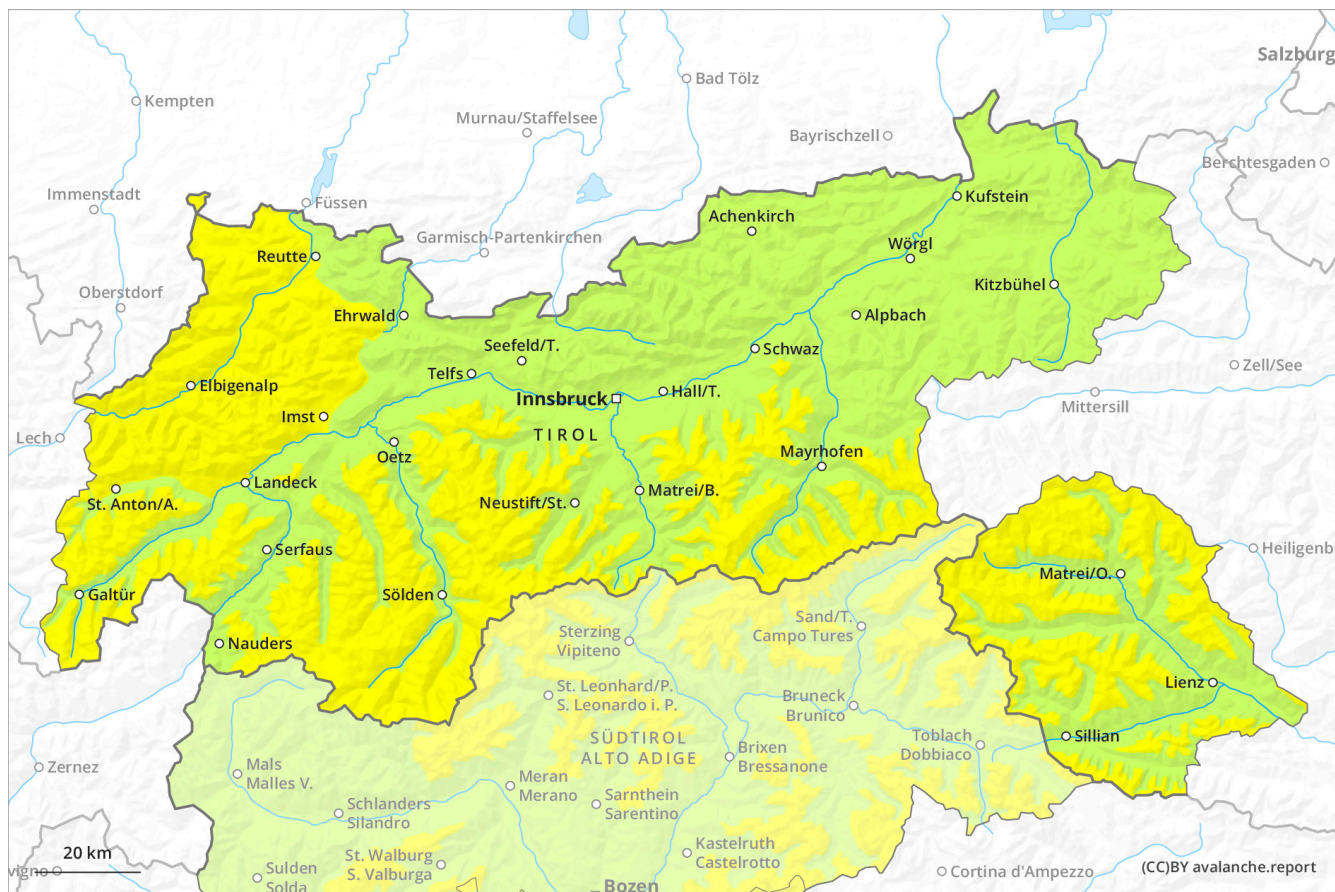 Salzburg
Bad Tölz
Kempten
Murnau/Staffelsee
Bayrischzell
Berchtesgaden
Immenstadt
Füssen
Kufstein
Achenkirch
Garmisch-Partenkirchen
Wörgl
Reutte
Kitzbühel
Oberstdorf
Ehrwald
Alpbach
Seefeld/T.
Schwaz
Zell/See
Telfs
Elbigenalp
Hall/T.
Innsbruck
Mittersill
Imst
Lech
TIROL
Oetz
Mayrhofen
Landeck
Matrei/B.
St. Anton/A.
Neustift/St.
Serfaus
Heiligenb
Matrei/O.
Galtür
Sölden
Sand/T.
Campo Tures
Sterzing
Vipiteno
Nauders
Lienz
St. Leonhard/P.
S. Leonardo i. P.
Bruneck
Brunico
Toblach
Dobbiaco
Sillian
SÜDTIROL
ALTO ADIGE
Brixen
Bressanone
Zernez
Mals
Malles V.
Meran
Merano
Sarnthein
Sarentino
Schlanders
Silandro
Kastelruth
Castelrotto
20 km
St. Walburg
S. Valburga
vigno
Sulden
Solda
Cortina d'Ampezzo
(CC)BY avalanche.report
Bozen